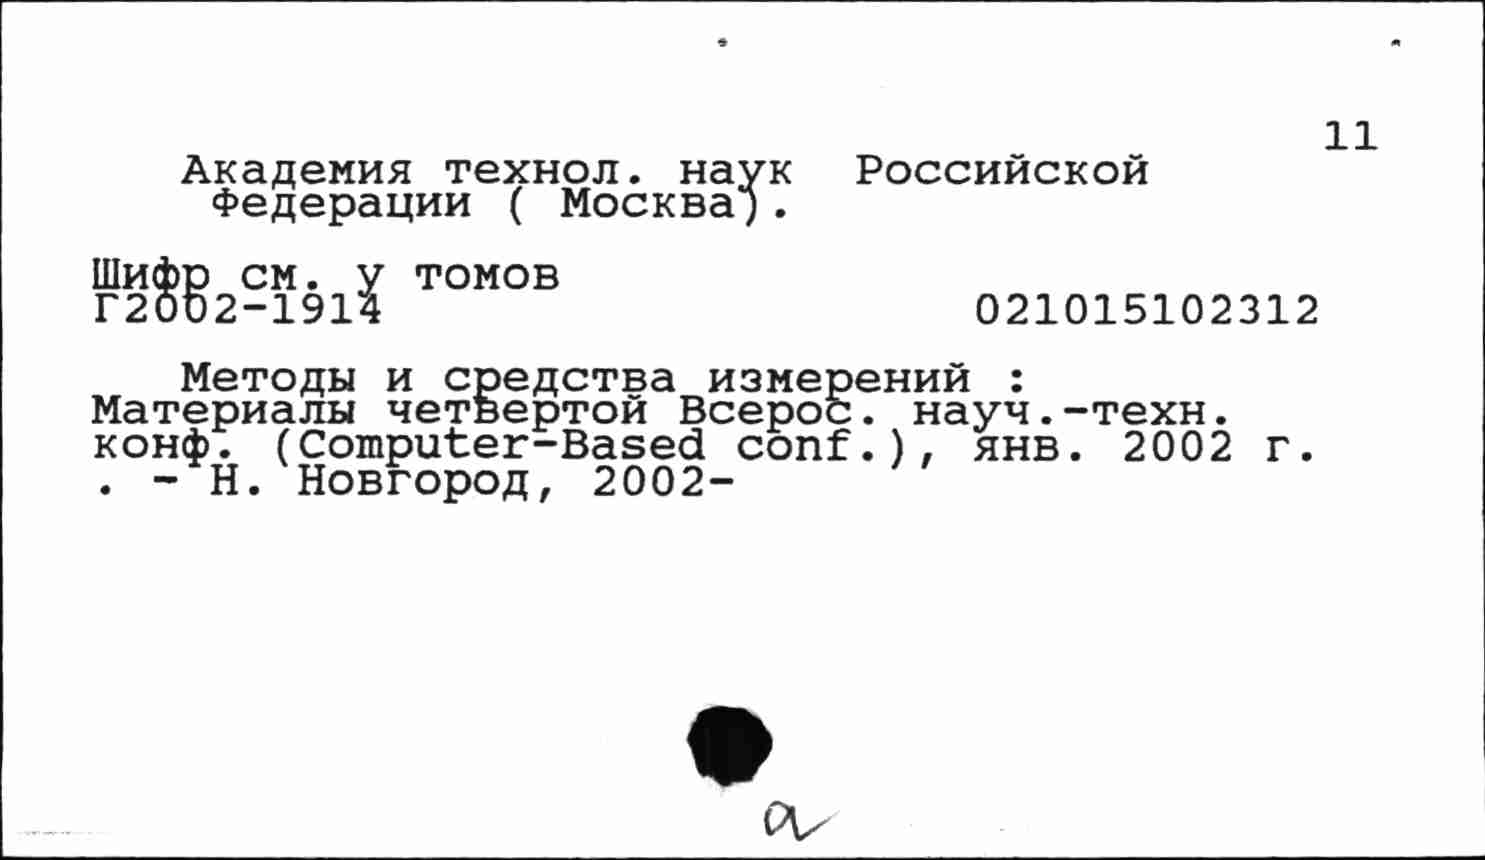 11
Академия технол. наук Российской
Федерации ( Москва).
Шифр см. у томов
Г2002-1914 021015102312
Методы и средства измерений :
Материалы четвертой Всерос. науч.-техн.
конф. (Computer-Based conf.), янв. 2002 г.
. - Н. Новгород, 2002-
а